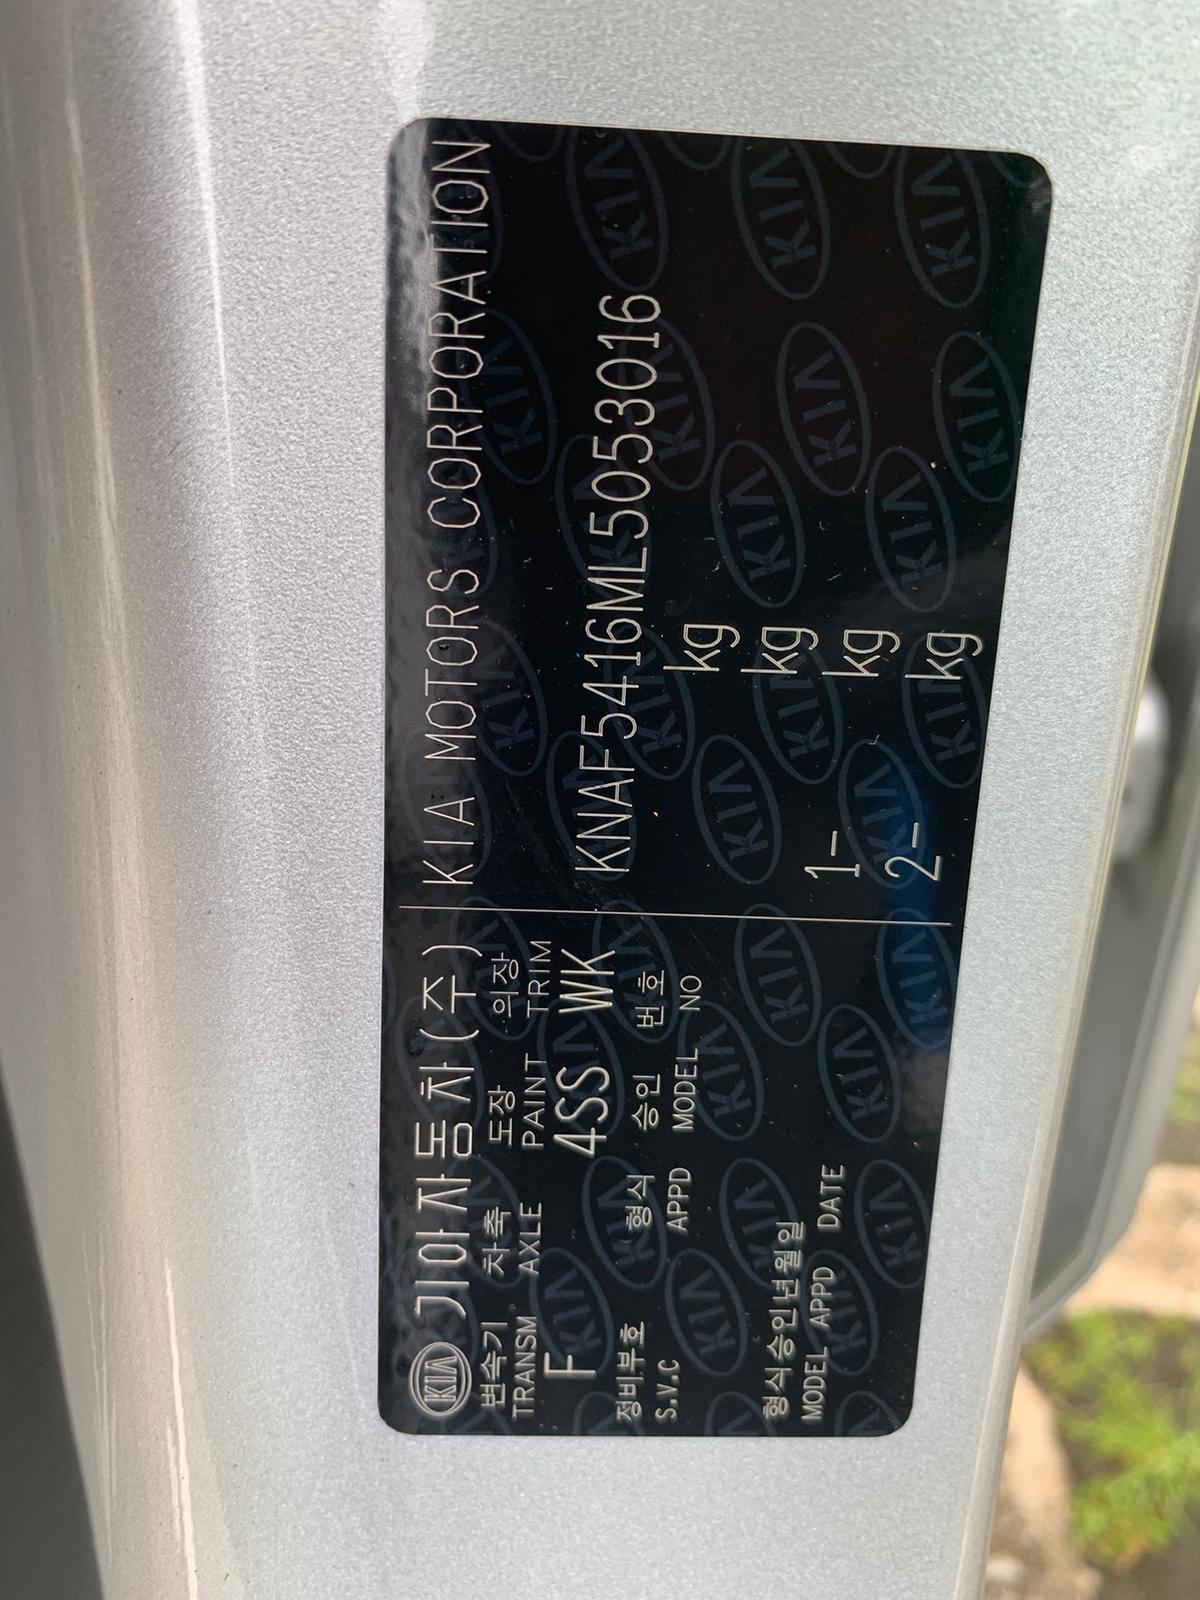 KIA 기아자동차(주) KIA MOTORS CORPORATION
변속기 차축 도장 의장
TRANSM AXLE PAINT TRIM
F 4SS WK KNAF5416ML5053016
정비부호 형식 승인 번호
S.V.C APPD MODEL NO
kg
kg
형식승인년월일
MODEL APPD DATE
1- kg
2- kg